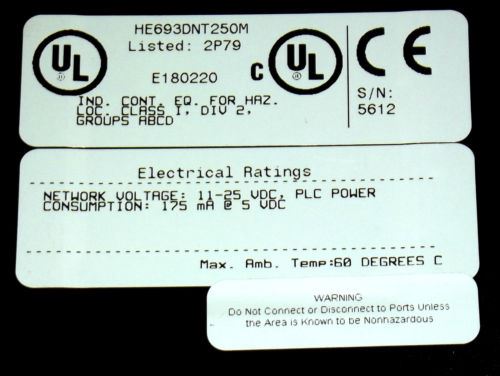 HE693DNT250M
Listed: 2P79
UL
E180220
C UL
CE
IND. CONT. EQ. FOR HAZ.
LOC. CLASS I, DIV 2,
GROUPS ABCD
S/N:
5612
Electrical Ratings
NETWORK VOLTAGE: 11-25 VDC, PLC POWER
CONSUMPTION: 175 mA @ 5 VDC
Max. Amb. Temp:60 DEGREES C
WARNING
Do Not Connect or Disconnect to Ports Unless
the Area is Known to be Nonhazardous